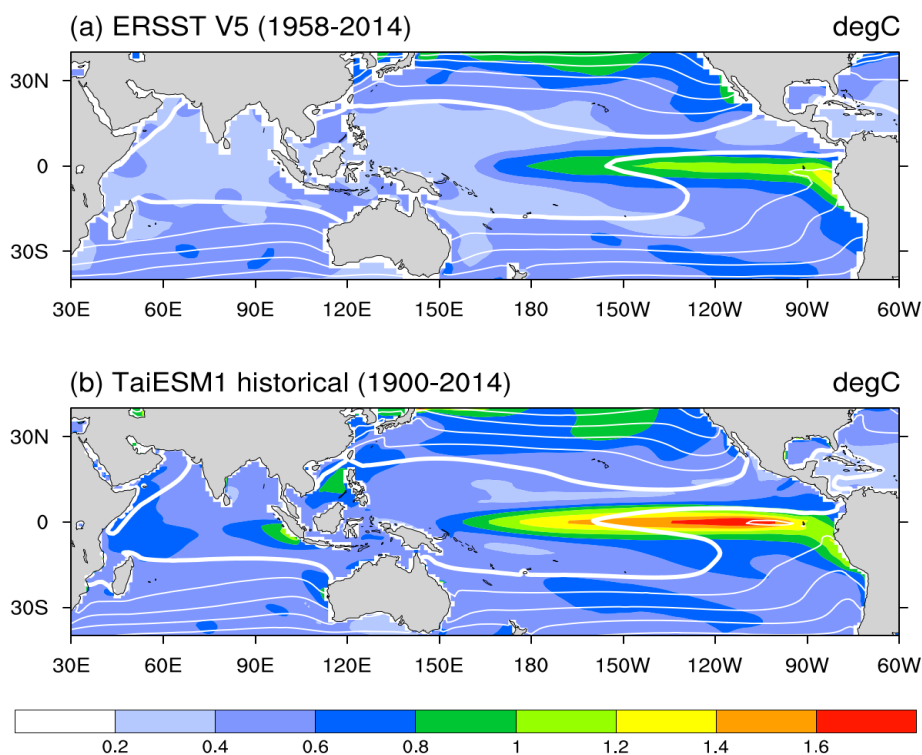 (a) ERSST V5 (1958-2014) degC
30N
0
30S
30E 60E 90E 120E 150E 180 150W 120W 90W 60W
(b) TaiESM1 historical (1900-2014) degC
30N
0
30S
30E 60E 90E 120E 150E 180 150W 120W 90W 60W
0.2 0.4 0.6 0.8 1 1.2 1.4 1.6